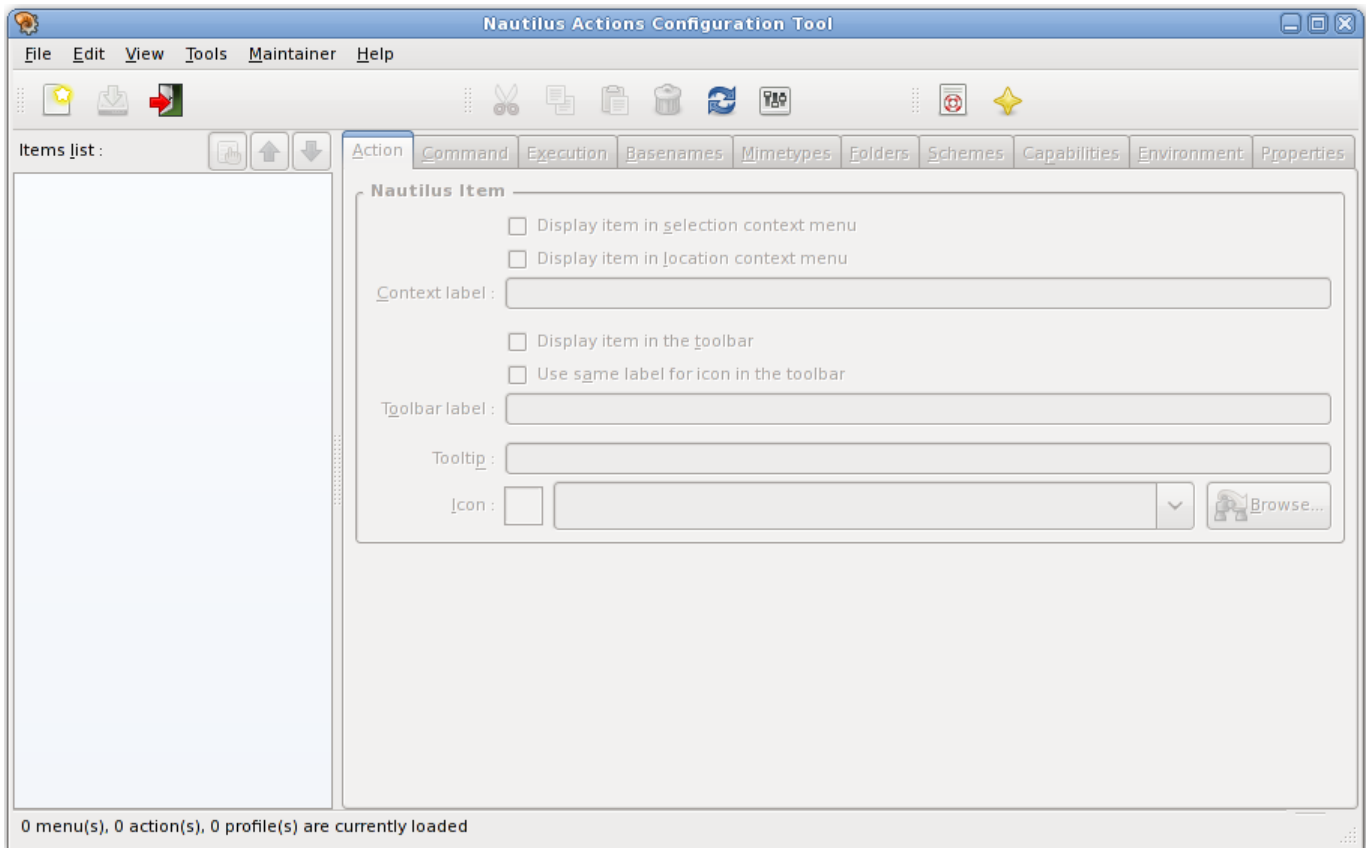 Nautilus Actions Configuration Tool
File Edit View Tools Maintainer Help
Items list :
Action Command Execution Basenames Mimetypes Folders Schemes Capabilities Environment Properties
Nautilus Item
Display item in selection context menu
Display item in location context menu
Context label :
Display item in the toolbar
Use same label for icon in the toolbar
Toolbar label :
Tooltip :
Icon : Browse...
0 menu(s), 0 action(s), 0 profile(s) are currently loaded